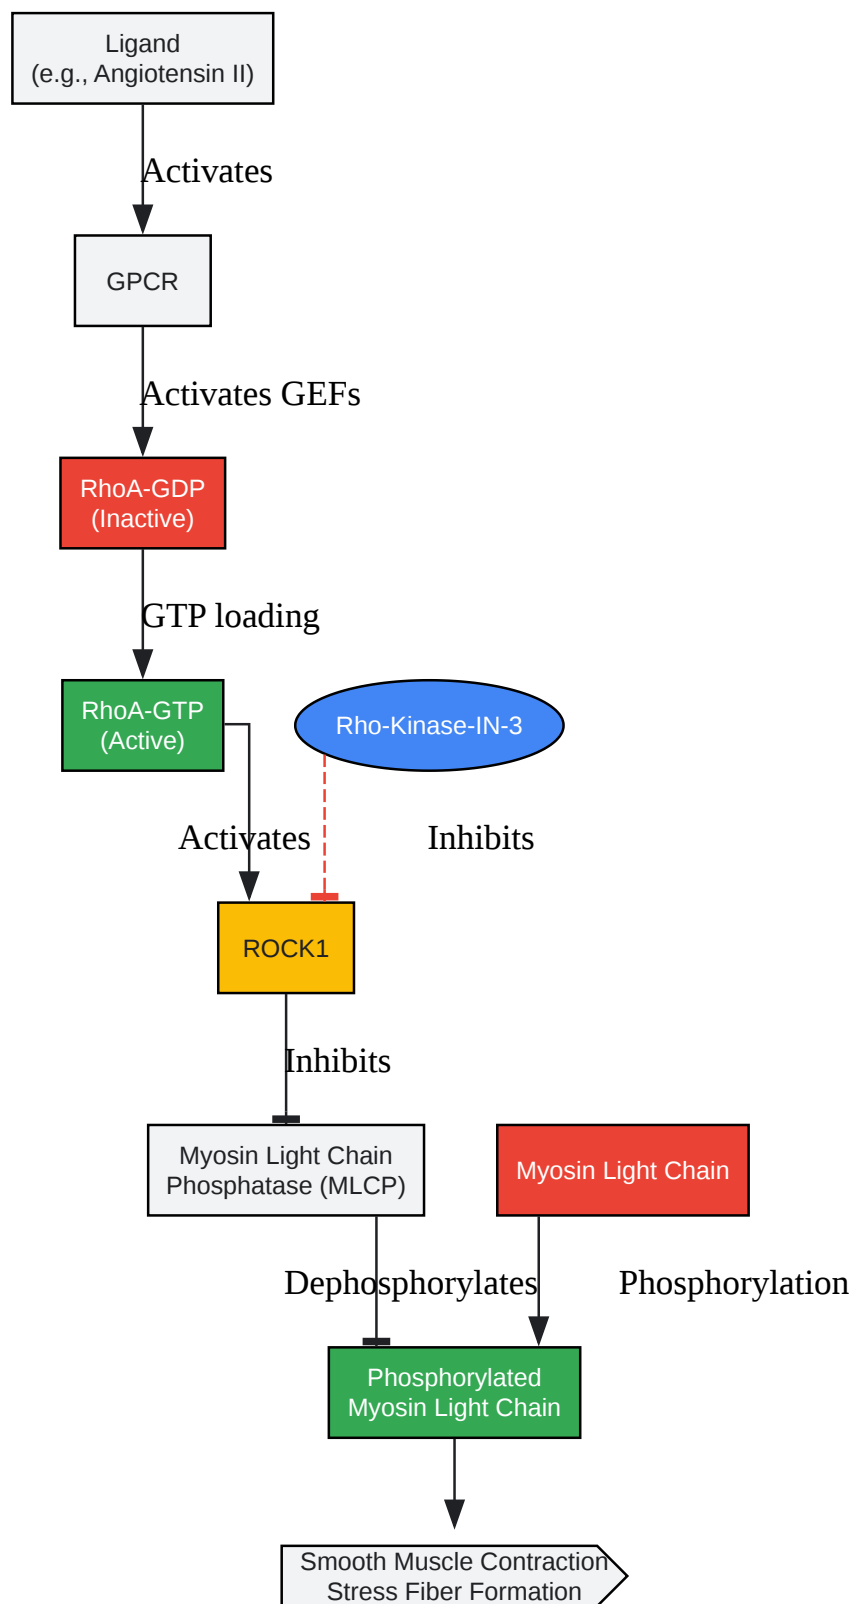 Ligand
(e.g., Angiotensin II)
Activates
GPCR
Activates GEFs
RhoA-GDP
(Inactive)
GTP loading
RhoA-GTP
(Active)
Rho-Kinase-IN-3
Activates
Inhibits
ROCK1
Inhibits
Myosin Light Chain
Phosphatase (MLCP)
Myosin Light Chain
Dephosphorylates
Phosphorylation
Phosphorylated
Myosin Light Chain
Smooth Muscle Contraction
Stress Fiber Formation